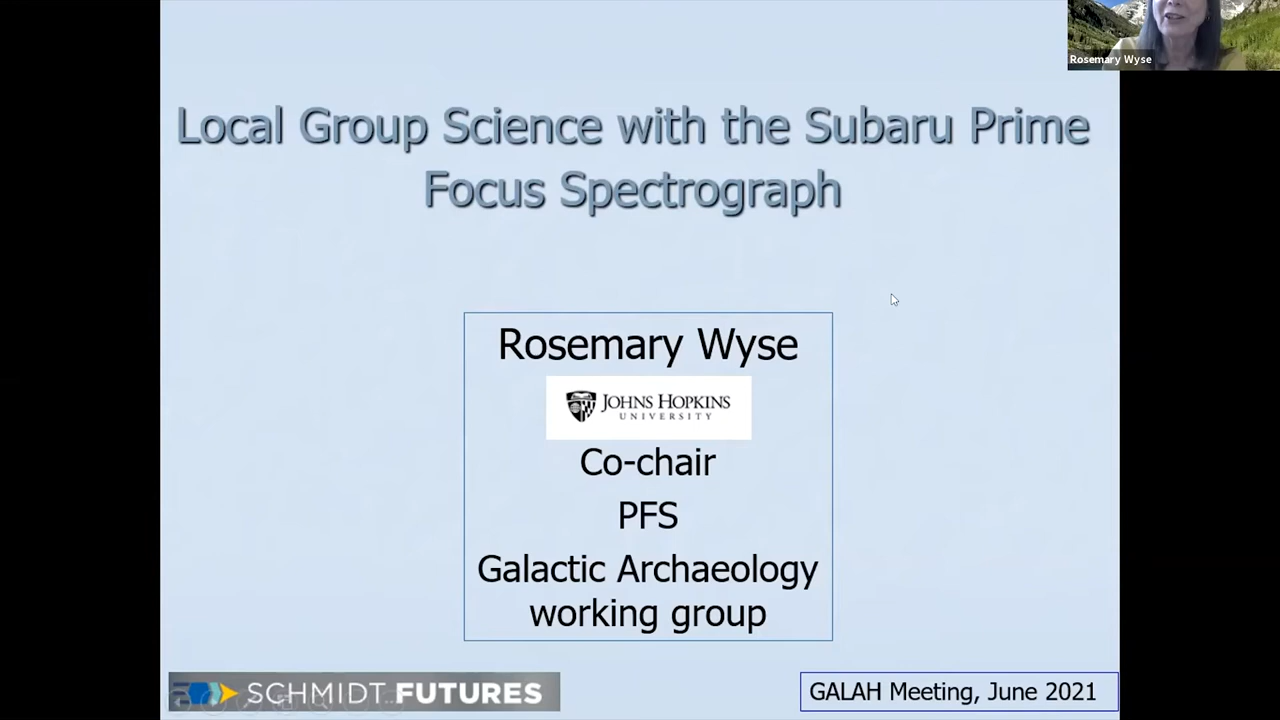 Rosemary Wyse
Local Group Science with the Subaru Prime
Focus Spectrograph
Rosemary Wyse
JOHNS HOPKINS
UNIVERSITY
Co-chair
PFS
Galactic Archaeology
working group
SCHMIDT FUTURES
GALAH Meeting, June 2021